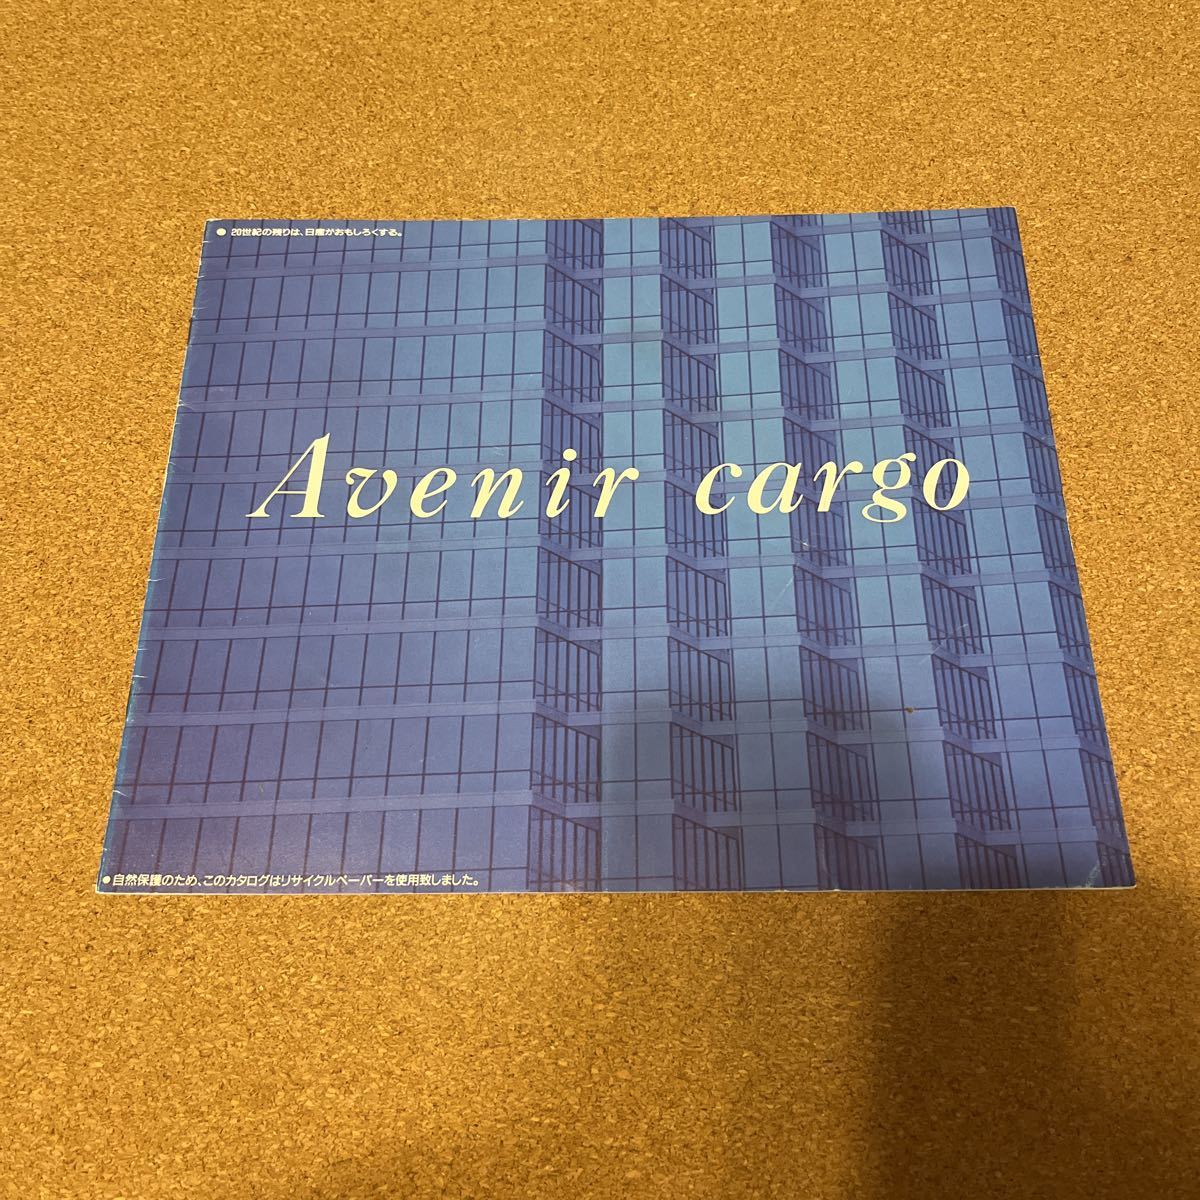 ●20世紀の残りは、日産がおもしろくする。
Avenir cargo
●自然保護のため、このカタログはリサイクルペーパーを使用致しました。